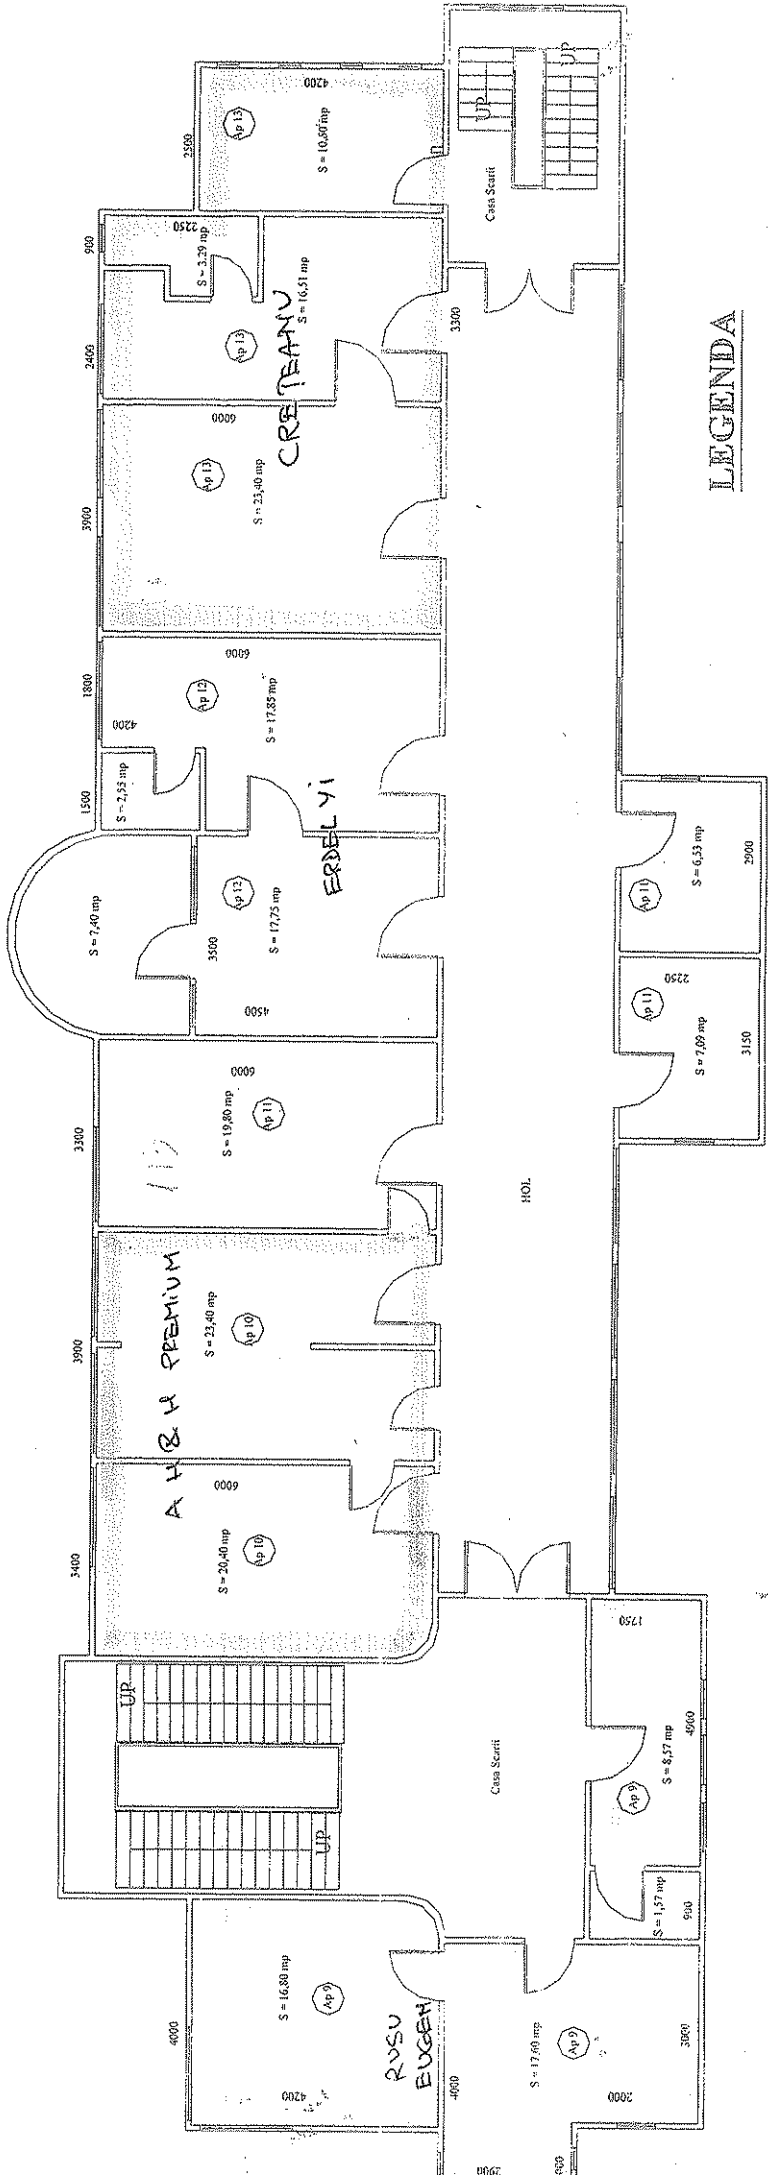 4000
4200
S = 16,80 mp
Ap 9
RUSU
EUGEN
4000
2900
S = 17,60 mp
Ap 9
2000
3000
S = 1,57 mp
900
Ap 9
S = 8,57 mp
4900
1750
Casa Scarii
UP
UP
3400
S = 20,40 mp
Ap 10
6000
A H & H PREMIUM
3900
S = 23,40 mp
Ap 10
3300
S = 19,80 mp
Ap 11
6000
HOL
S = 7,40 mp
3500
4500
Ap 12
S = 17,75 mp
ERDELYi
1500
S = 2,55 mp
1800
4200
Ap 12
6000
S = 17,85 mp
S = 7,09 mp
Ap 11
2250
3150
Ap 11
S = 6,53 mp
2900
3900
Ap 13
S = 23,40 mp
6000
CREȚEANU
2400
Ap 13
S = 16,51 mp
900
2250
S = 3,29 mp
3300
2500
Ap 13
4200
S = 10,80 mp
Casa Scarii
UP
UP
LEGENDA